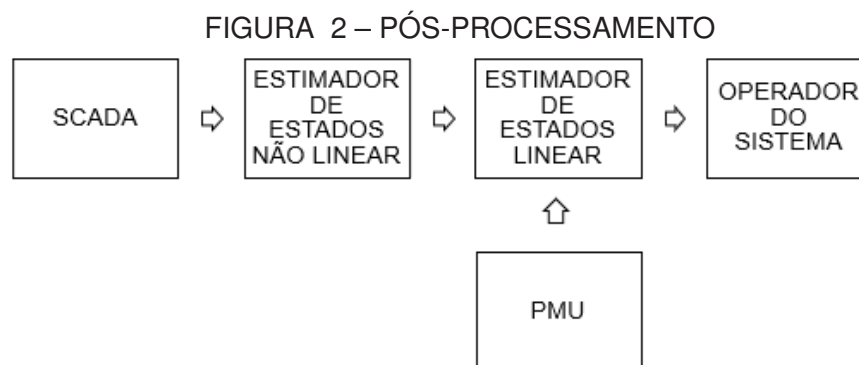 FIGURA 2 – PÓS-PROCESSAMENTO
SCADA
ESTIMADOR
DE
ESTADOS
NÃO LINEAR
ESTIMADOR
DE
ESTADOS
LINEAR
OPERADOR
DO
SISTEMA
PMU